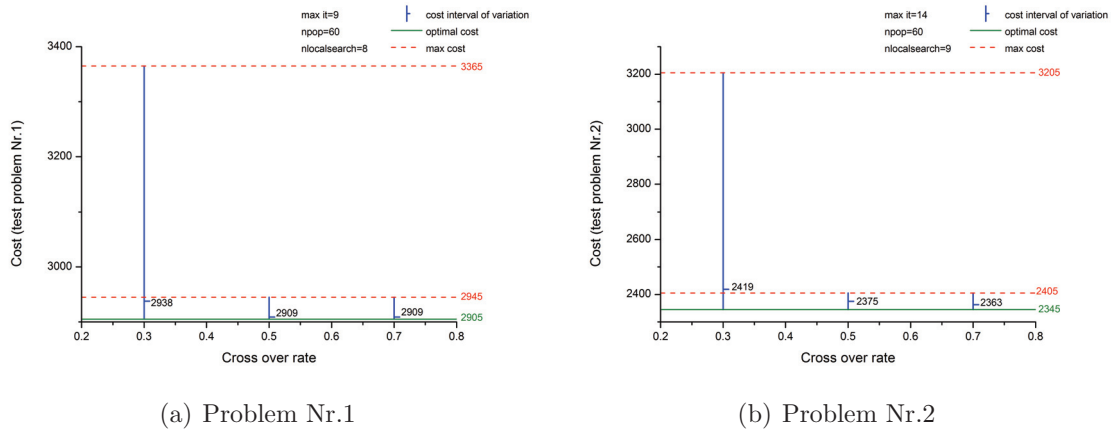 max it=9
npop=60
nlocalsearch=8
cost interval of variation
optimal cost
max cost
3400
3200
3000
Cost (test problem Nr.1)
3365
2945
2905
2938
2909
2909
0.2 0.3 0.4 0.5 0.6 0.7 0.8
Cross over rate
(a) Problem Nr.1
max it=14
npop=60
nlocalsearch=9
cost interval of variation
optimal cost
max cost
3200
3000
2800
2600
2400
Cost (test problem Nr.2)
3205
2405
2345
2419
2375
2363
0.2 0.3 0.4 0.5 0.6 0.7 0.8
Cross over rate
(b) Problem Nr.2